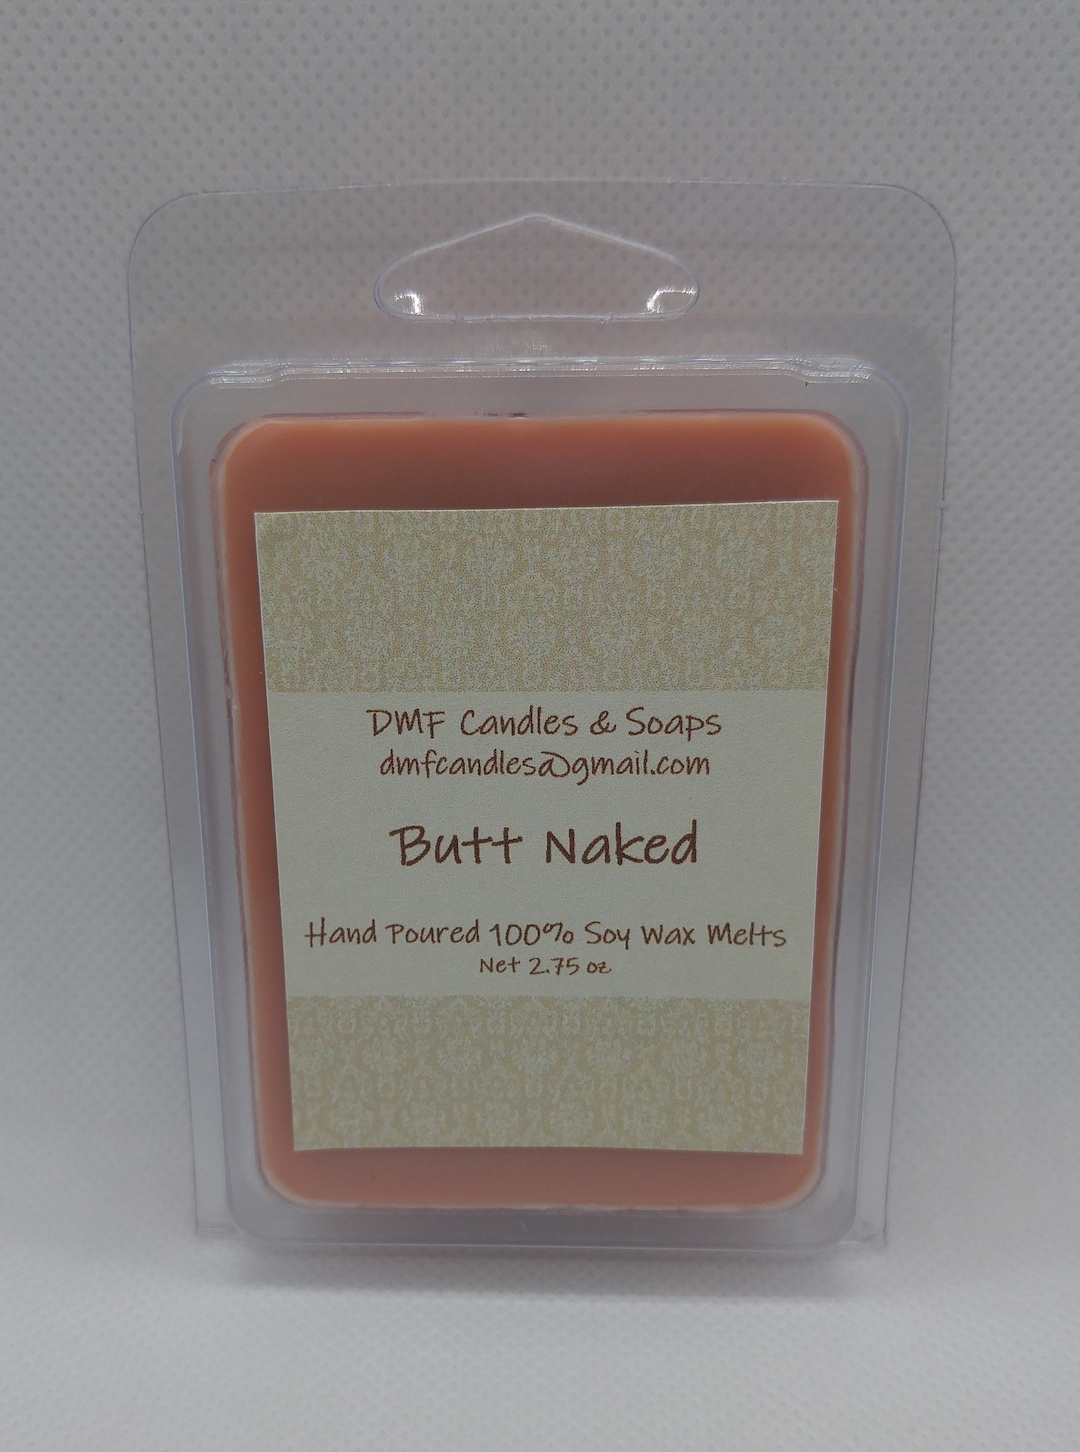 DMF Candles & Soaps
dmfcandles@gmail.com
Butt Naked
Hand Poured 100% Soy Wax Melts
Net 2.75 oz